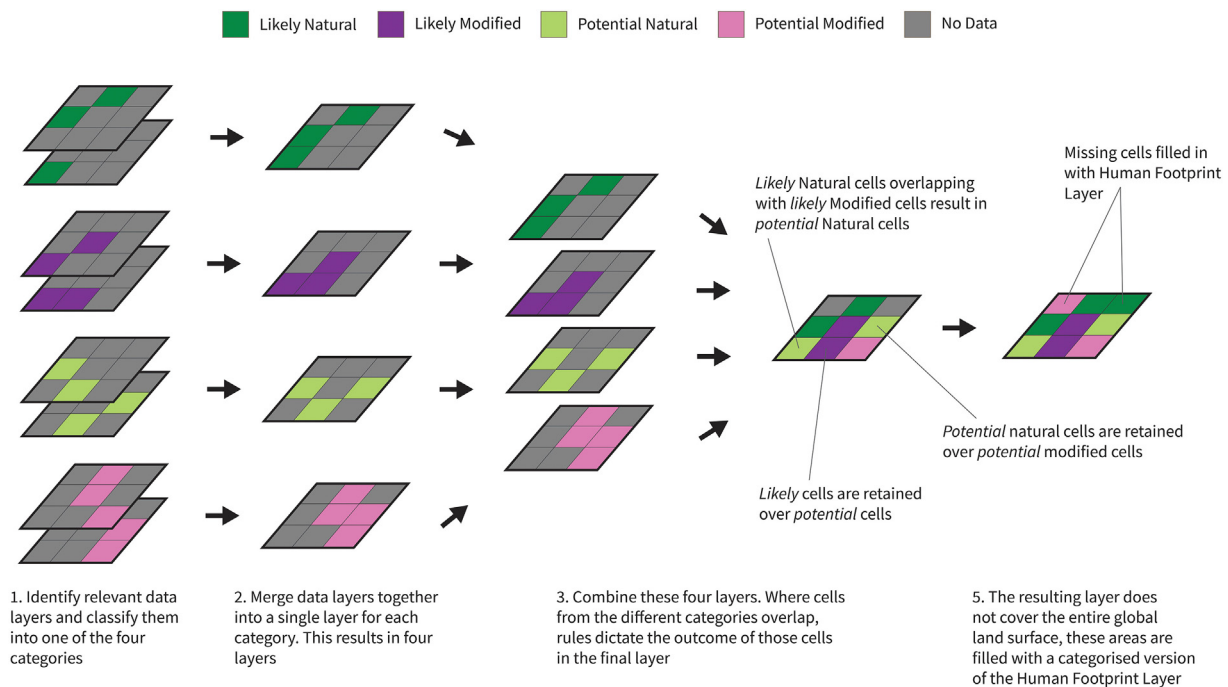 Likely Natural
Likely Modified
Potential Natural
Potential Modified
No Data
Likely Natural cells overlapping
with likely Modified cells result in
potential Natural cells
Missing cells filled in
with Human Footprint
Layer
Potential natural cells are retained
over potential modified cells
Likely cells are retained
over potential cells
1. Identify relevant data
layers and classify them
into one of the four
categories
2. Merge data layers together
into a single layer for each
category. This results in four
layers
3. Combine these four layers. Where cells
from the different categories overlap,
rules dictate the outcome of those cells
in the final layer
5. The resulting layer does
not cover the entire global
land surface, these areas are
filled with a categorised version
of the Human Footprint Layer